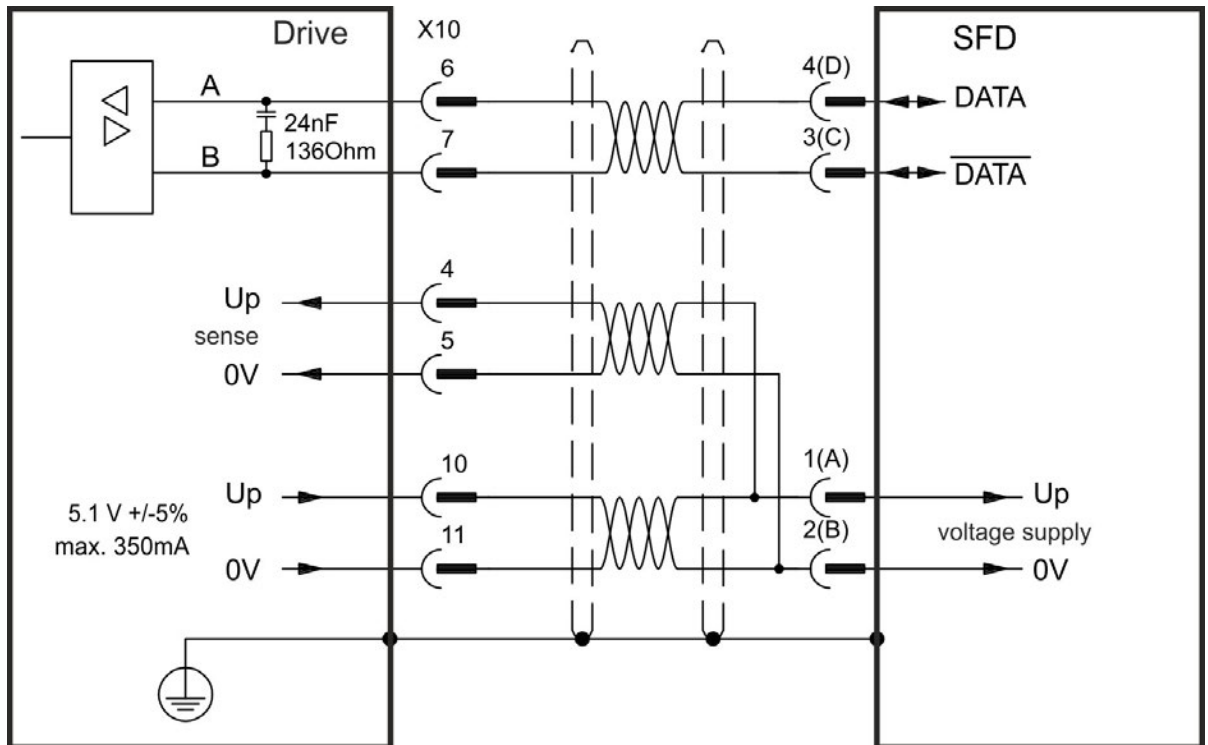 Drive
X10
SFD
A
6
4(D)
DATA
24nF
136Ohm
B
7
3(C)
DATA
4
Up
sense
5
0V
10
1(A)
Up
Up
5.1 V +/-5%
max. 350mA
11
2(B)
voltage supply
0V
0V